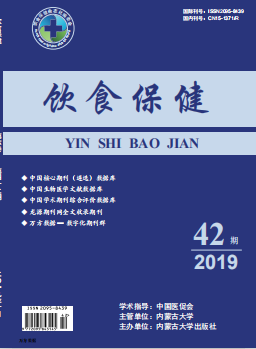 国际刊号：ISSN2095-8439
国内刊号：CN15-1371/R
饮食保健
YIN SHI BAO JIAN
◆ 中国核心期刊（遴选）数据库
◆ 中国生物医学文献数据库
◆ 中国学术期刊综合评价数据库
◆ 龙源期刊网全文收录期刊
◆ 万方数据—数字化期刊群
42期
2019
ISSN 2095-8439
学术指导：中国医促会
主管单位：内蒙古大学
主办单位：内蒙古大学出版社